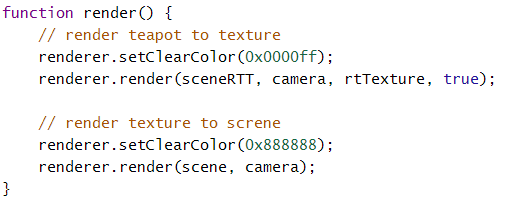 function render() {
// render teapot to texture
renderer.setClearColor(0x0000ff);
renderer.render(sceneRTT, camera, rtTexture, true);
// render texture to screne
renderer.setClearColor(0x888888);
renderer.render(scene, camera);
}